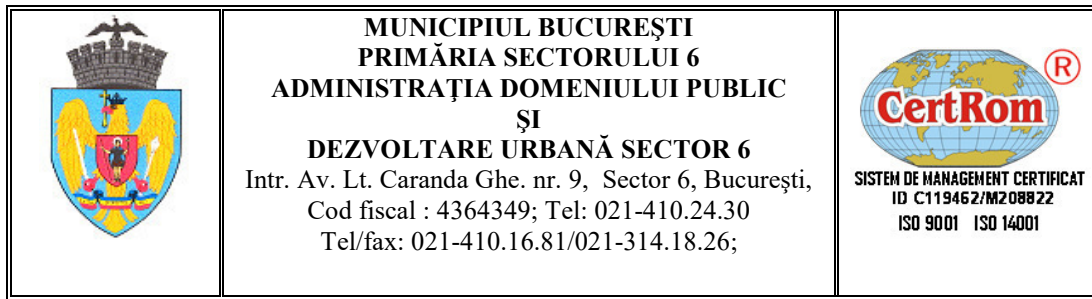 MUNICIPIUL BUCUREŞTI
PRIMĂRIA SECTORULUI 6
ADMINISTRAŢIA DOMENIULUI PUBLIC
ŞI
DEZVOLTARE URBANĂ SECTOR 6
Intr. Av. Lt. Caranda Ghe. nr. 9, Sector 6, Bucureşti,
Cod fiscal : 4364349; Tel: 021-410.24.30
Tel/fax: 021-410.16.81/021-314.18.26;
CertRom ®
SISTEM DE MANAGEMENT CERTIFICAT
ID C119462/M208822
ISO 9001 ISO 14001